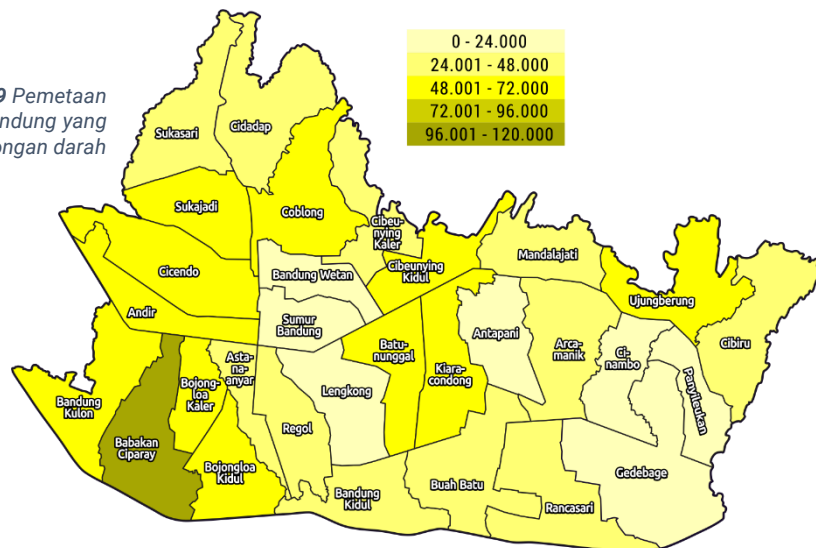 9 Pemetaan
ndung yang
ongan darah
0 - 24.000
24.001 - 48.000
48.001 - 72.000
72.001 - 96.000
96.001 - 120.000
Sukasari
Cidadap
Sukajadi
Coblong
Cibeu-
nying
Kaler
Cicendo
Bandung Wetan
Cibeunying
Kidul
Mandalajati
Ujungberung
Andir
Sumur
Bandung
Antapani
Arca-
manik
Ci-
nambo
Cibiru
Batu-
nunggal
Kiara-
condong
Panyileukan
Asta-
na-
anyar
Bojong-
loa
Kaler
Lengkong
Bandung
Kulon
Babakan
Ciparay
Regol
Bojongloa
Kidul
Bandung
Kidul
Buah Batu
Rancasari
Gedebage